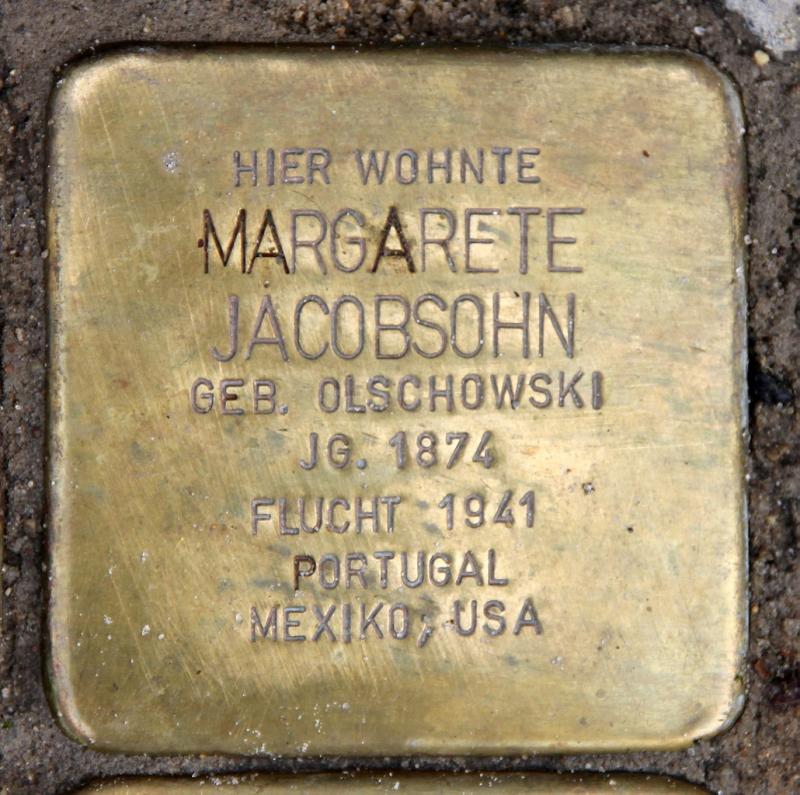 HIER WOHNTE
MARGARETE
JACOBSOHN
GEB. OLSCHOWSKI
JG. 1874
FLUCHT 1941
PORTUGAL
MEXIKO, USA